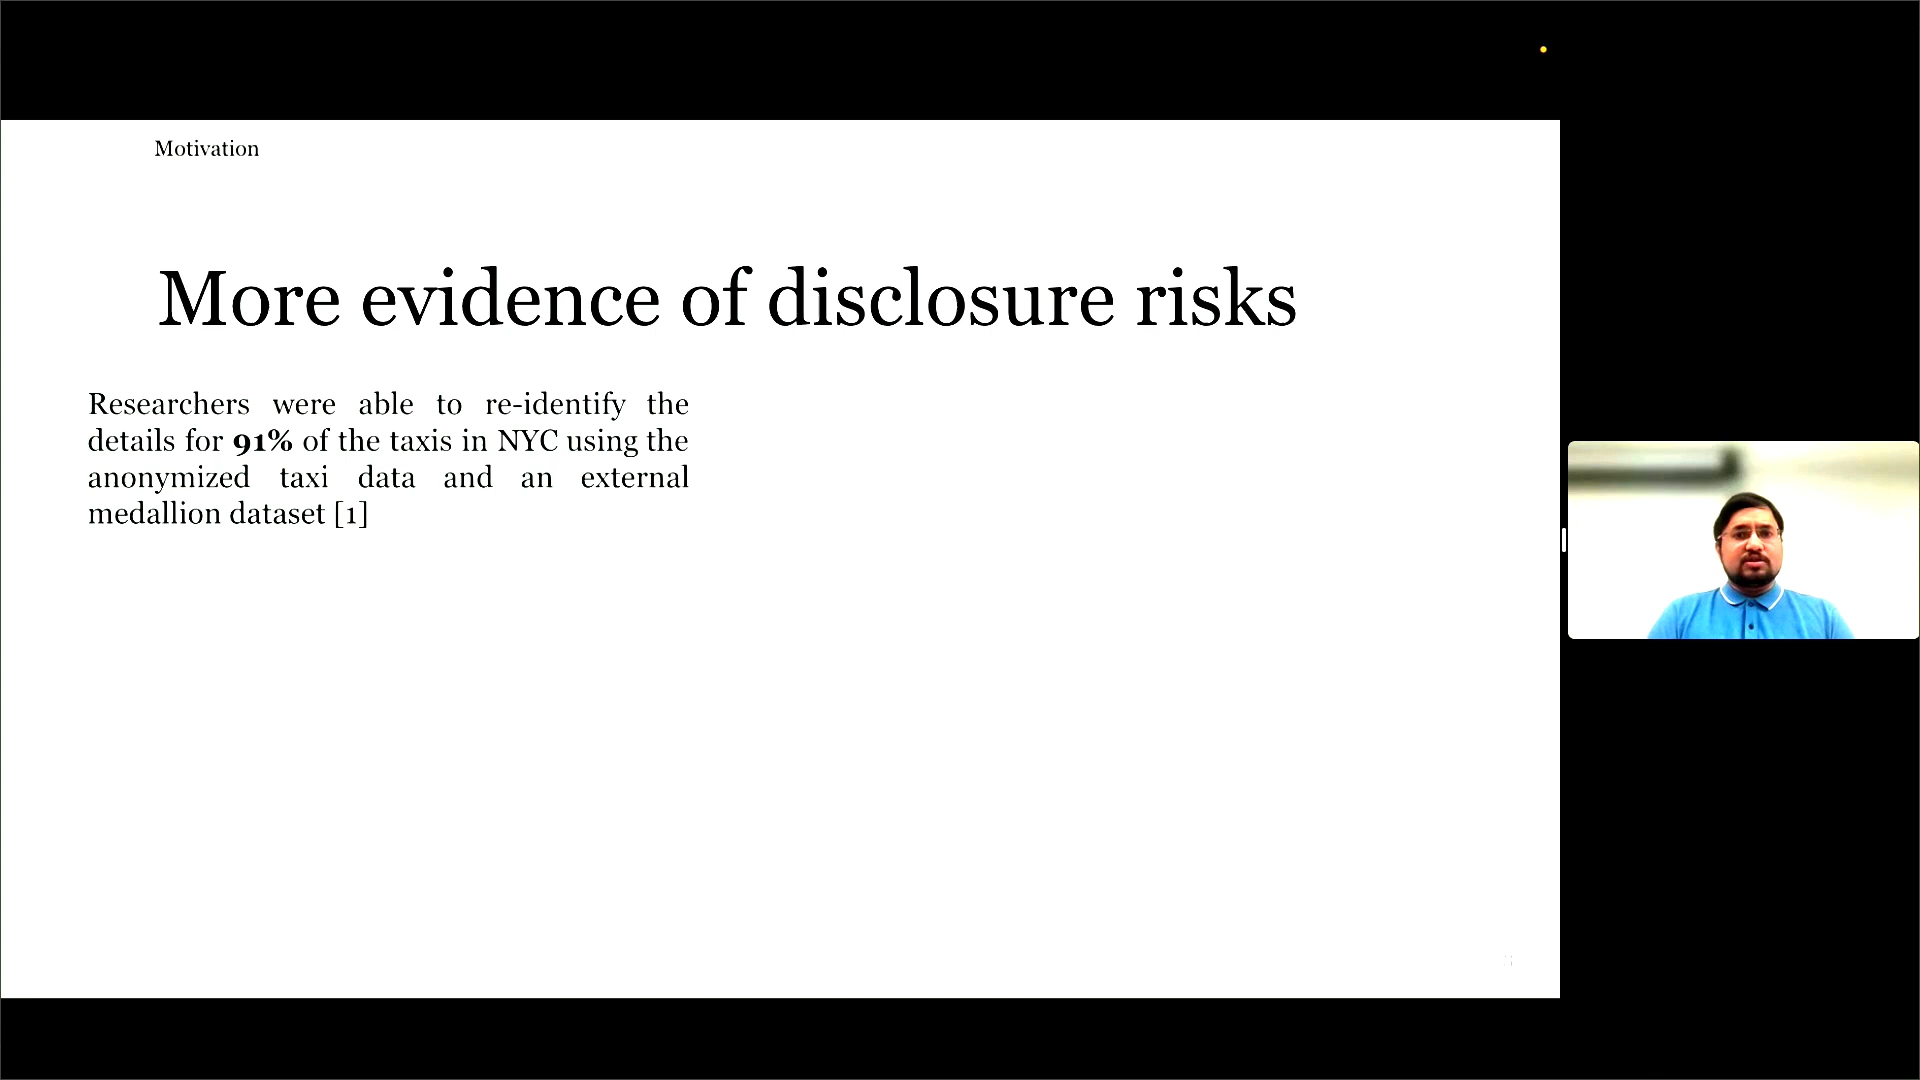 Motivation
More evidence of disclosure risks
Researchers were able to re-identify the
details for 91% of the taxis in NYC using the
anonymized taxi data and an external
medallion dataset [1]